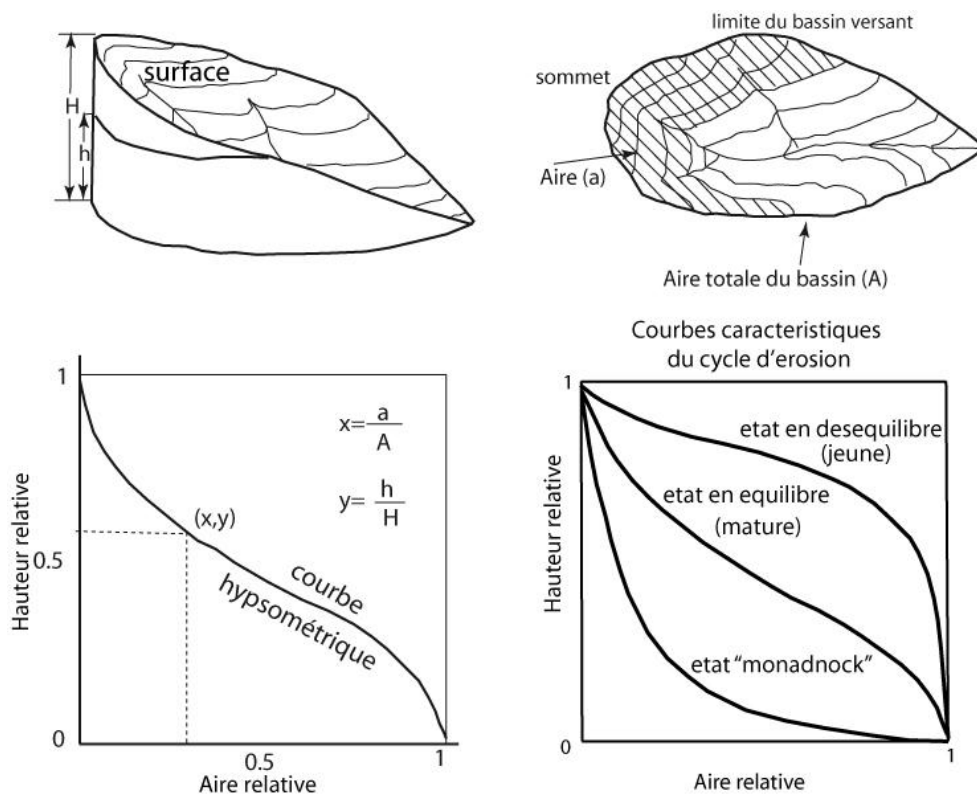 surface
H
h
limite du bassin versant
sommet
Aire (a)
Aire totale du bassin (A)
1
x= a
A
y= h
H
(x,y)
Hauteur relative
0.5
courbe
hypsométrique
0
0.5
1
Aire relative
Courbes caracteristiques
du cycle d'erosion
1
etat en desequilibre
(jeune)
etat en equilibre
(mature)
Hauteur relative
etat "monadnock"
0
1
Aire relative